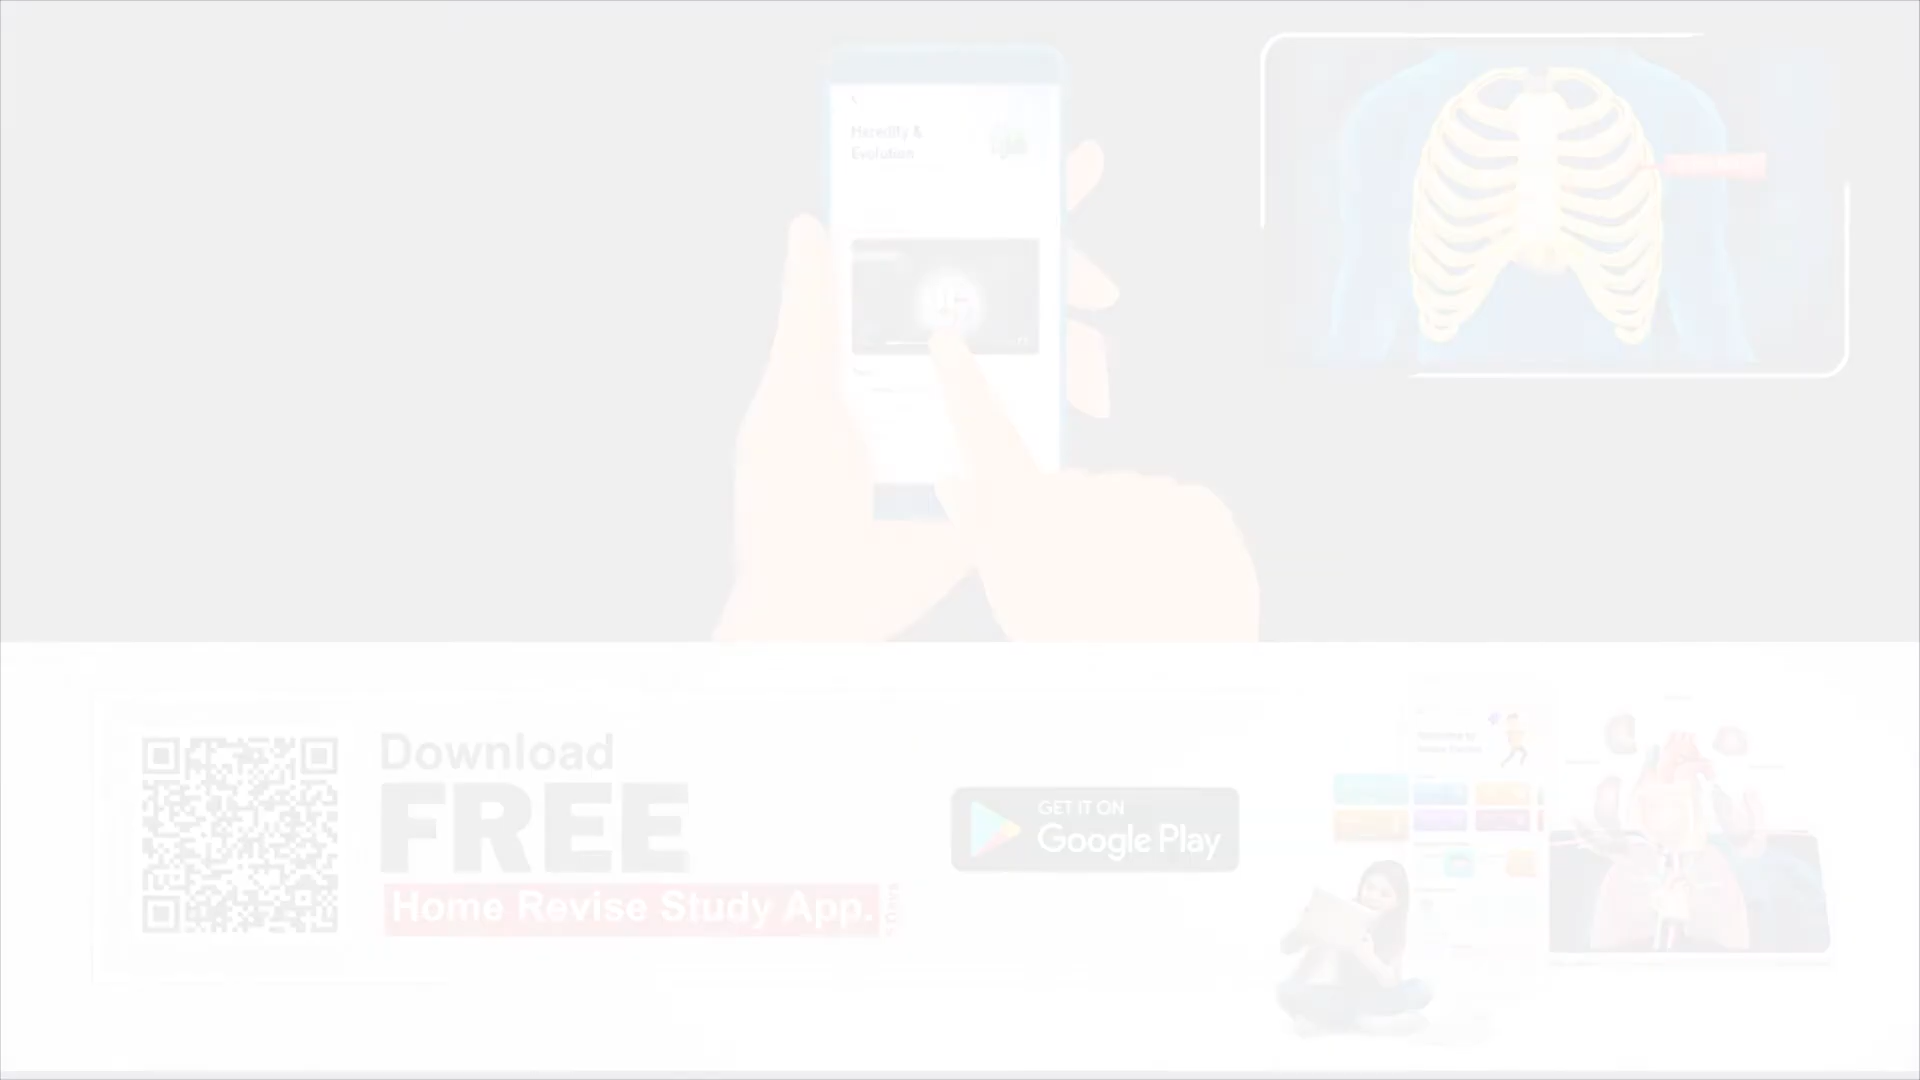 Heredity &
Evolution
Download
FREE
Home Revise Study App.
GET IT ON
Google Play